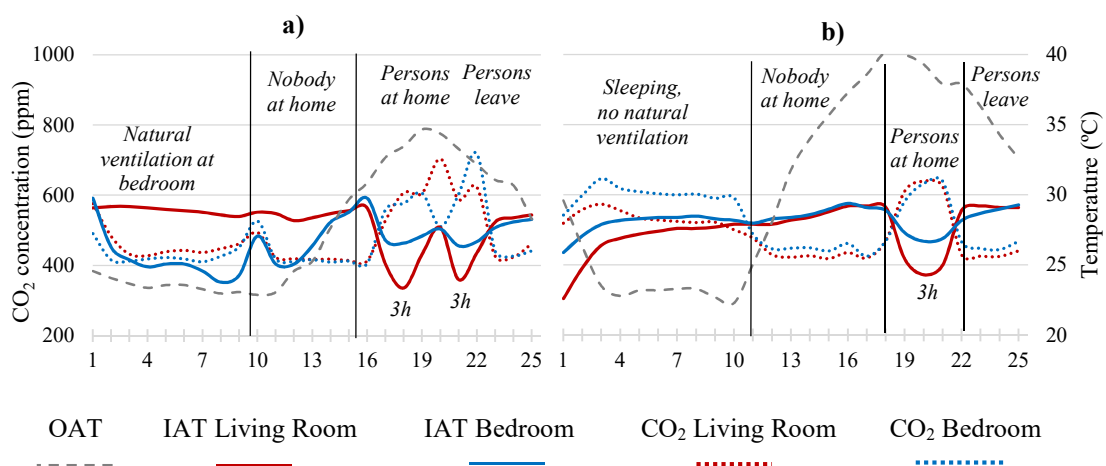 a)
b)
CO2 concentration (ppm)
1000
800
600
400
200
Natural
ventilation at
bedroom
Nobody
at home
Persons
at home
Persons
leave
3h
3h
1
4
7
10
13
16
19
22
25
Sleeping,
no natural
ventilation
Nobody
at home
Persons
at home
Persons
leave
3h
1
4
7
10
13
16
19
22
25
40
35
30
25
20
Temperature (ºC)
OAT
IAT Living Room
IAT Bedroom
CO2 Living Room
CO2 Bedroom